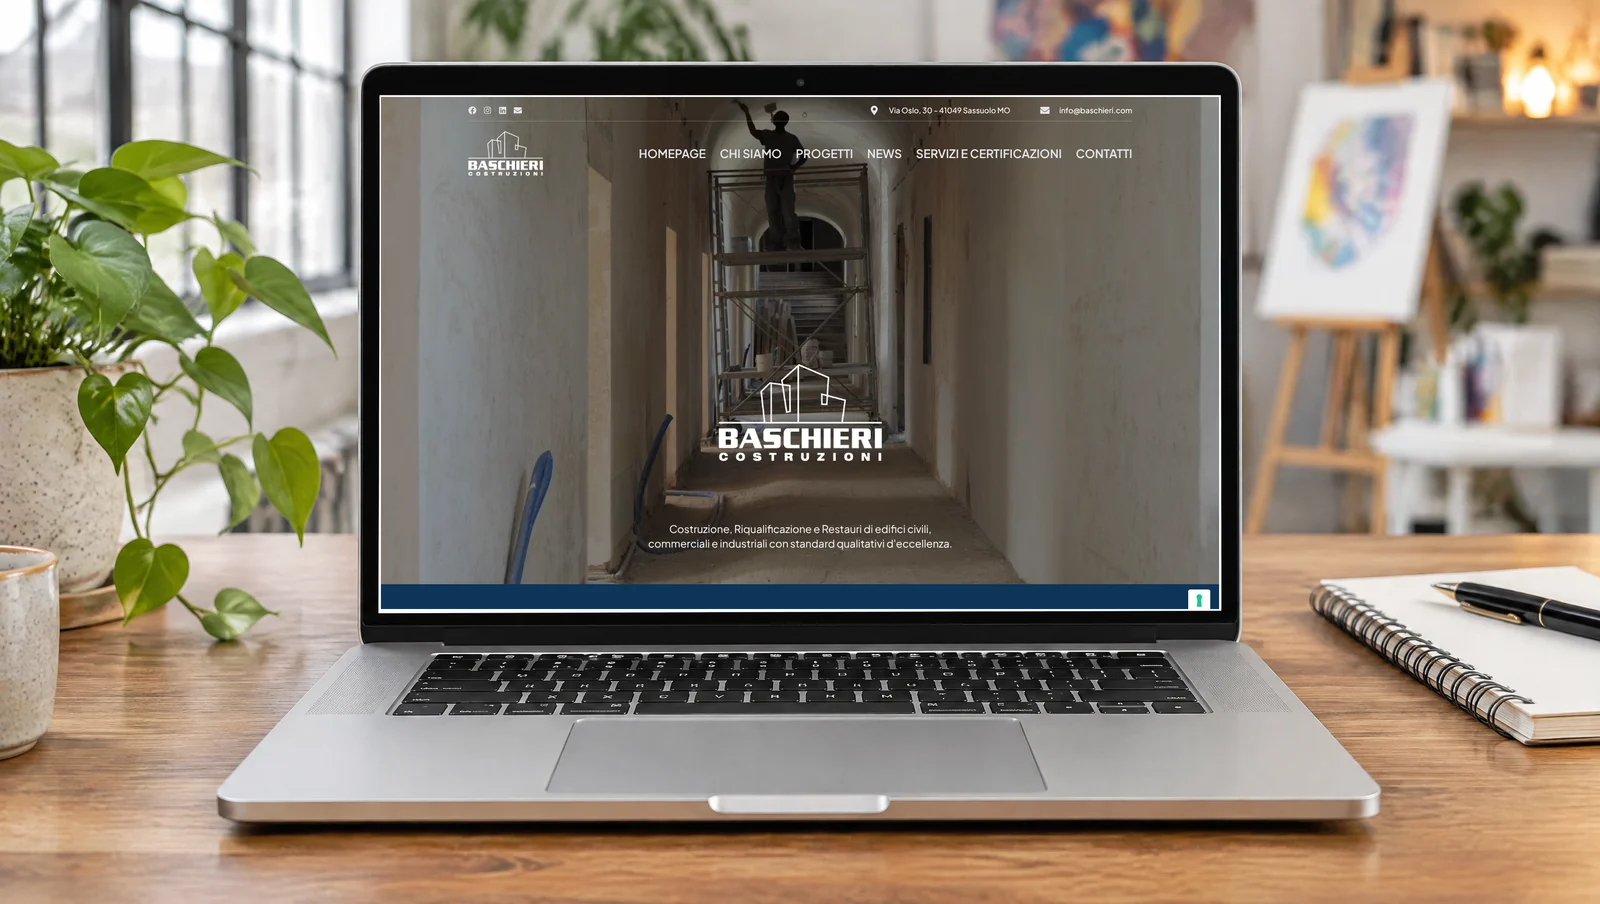 Via Oslo, 30 - 41049 Sassuolo MO
info@baschieri.com
BASCHIERI
COSTRUZIONI
HOMEPAGE CHI SIAMO PROGETTI NEWS SERVIZI E CERTIFICAZIONI CONTATTI
BASCHIERI
COSTRUZIONI
Costruzione, Riqualificazione e Restauri di edifici civili,
commerciali e industriali con standard qualitativi d'eccellenza.